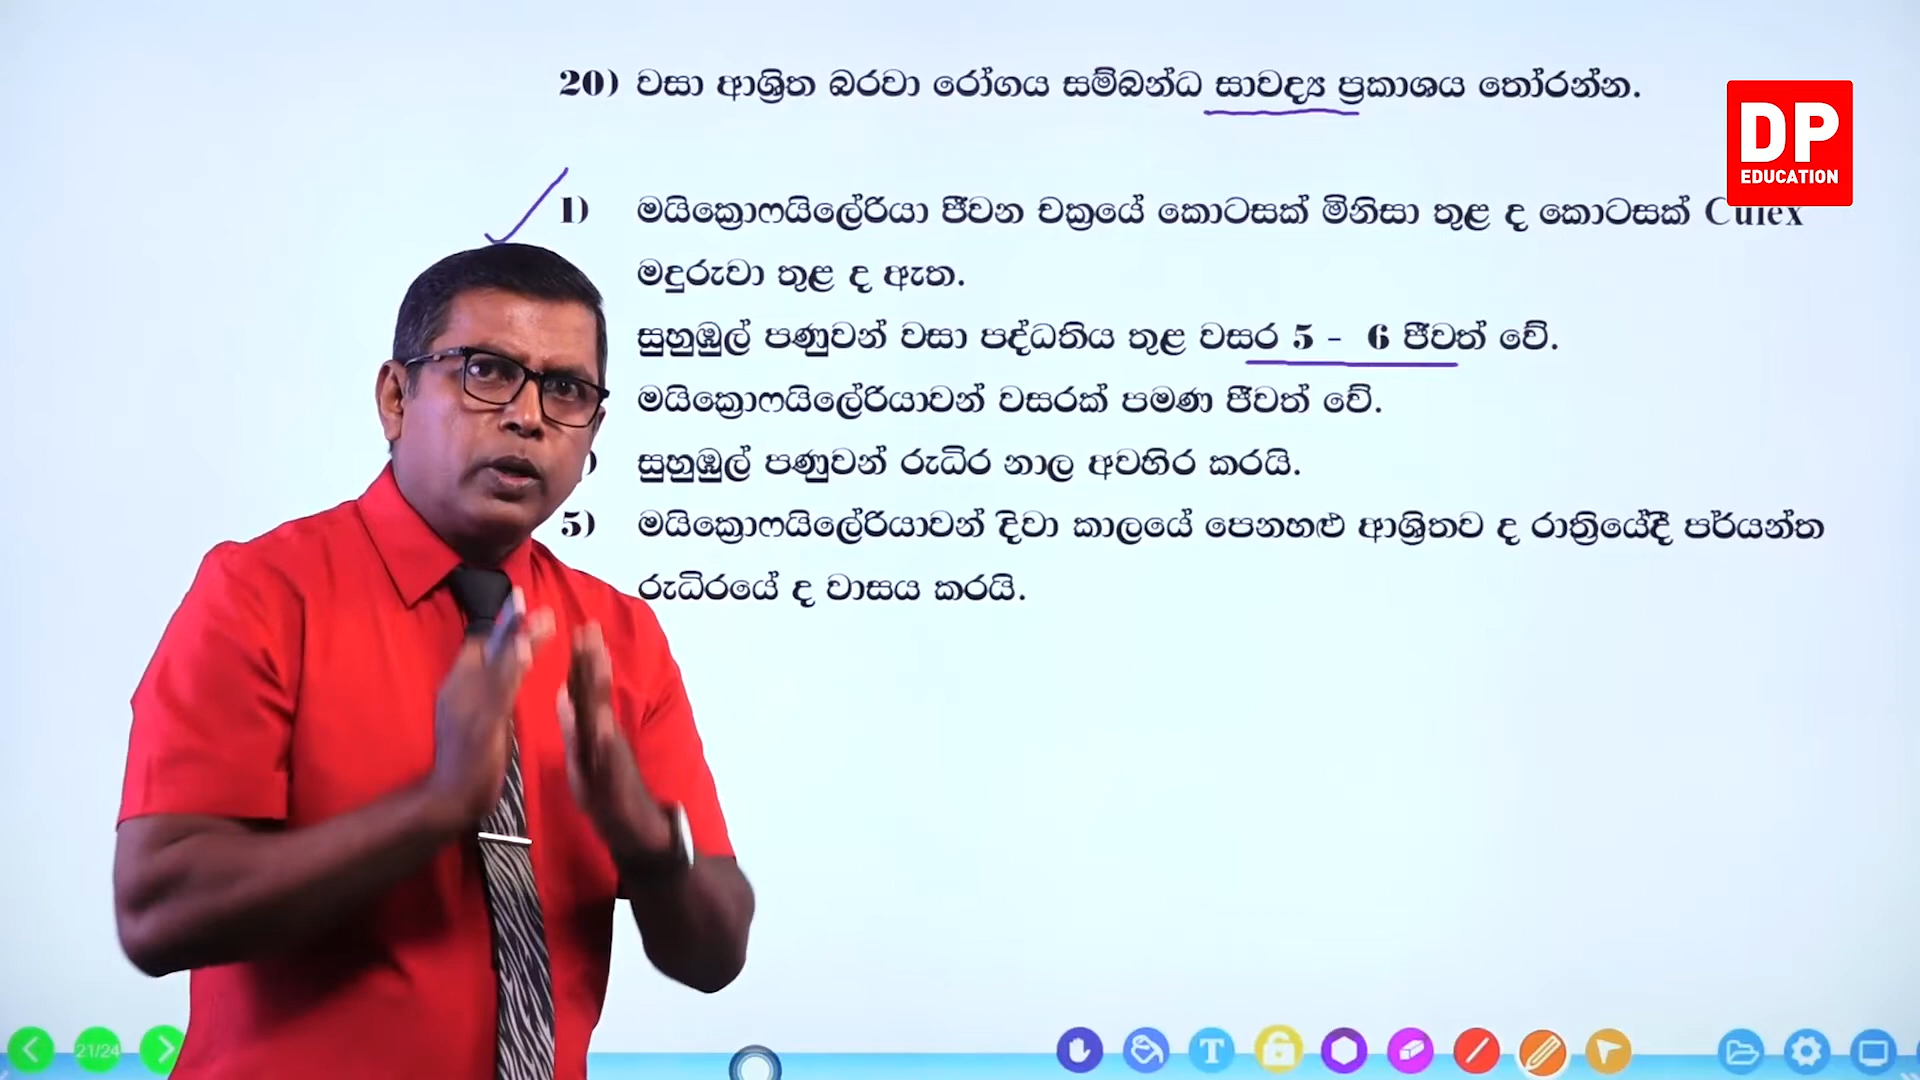 20) වසා ආශ්‍රිත බරවා රෝගය සම්බන්ධ සාවද්‍ය ප්‍රකාශය තෝරන්න.
DP
EDUCATION
1) මයික්‍රොෆයිලේරියා ජීවන චක්‍රයේ කොටසක් මිනිසා තුළ ද කොටසක් Culex
මදුරුවා තුළ ද ඇත.
සුහුඹුල් පණුවන් වසා පද්ධතිය තුළ වසර 5 - 6 ජීවත් වේ.
මයික්‍රොෆයිලේරියාවන් වසරක් පමණ ජීවත් වේ.
) සුහුඹුල් පණුවන් රුධිර නාල අවහිර කරයි.
5) මයික්‍රොෆයිලේරියාවන් දිවා කාලයේ පෙනහළු ආශ්‍රිතව ද රාත්‍රියේදී පර්යන්ත
රුධිරයේ ද වාසය කරයි.
21/24
T